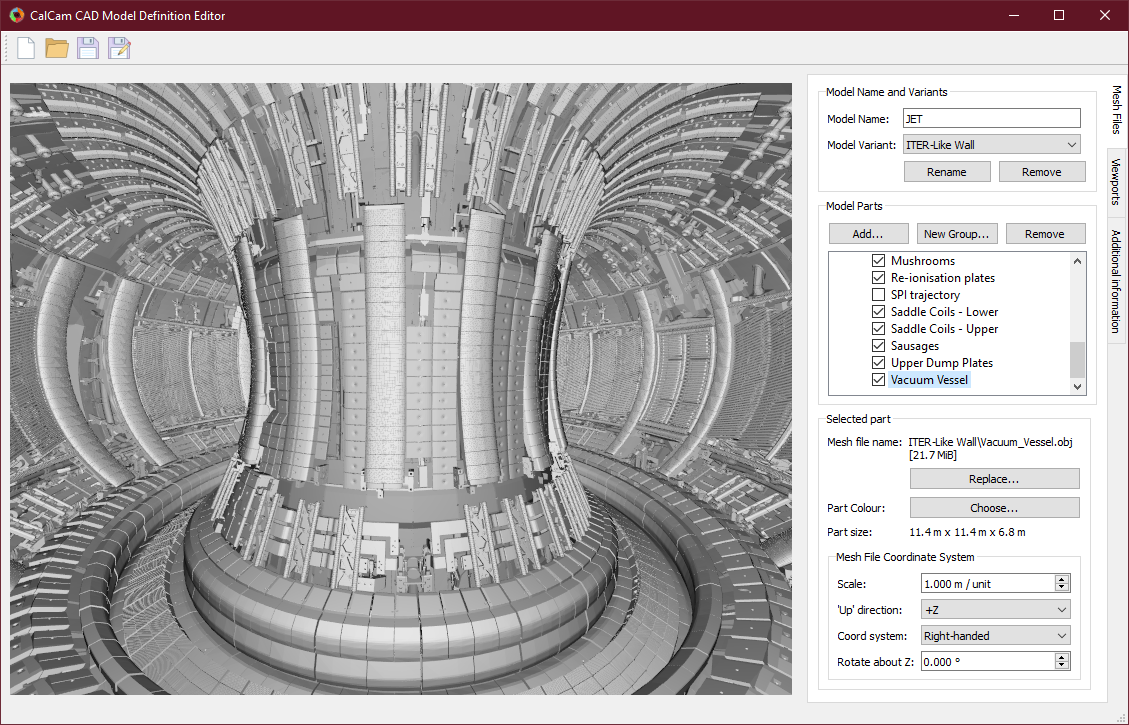 CalCam CAD Model Definition Editor
Model Name and Variants
Model Name: JET
Model Variant: ITER-Like Wall
Rename Remove
Model Parts
Add... New Group... Remove
Mushrooms
Re-ionisation plates
SPI trajectory
Saddle Coils - Lower
Saddle Coils - Upper
Sausages
Upper Dump Plates
Vacuum Vessel
Selected part
Mesh file name: ITER-Like Wall\Vacuum_Vessel.obj
[21.7 MiB]
Replace...
Part Colour: Choose...
Part size: 11.4 m x 11.4 m x 6.8 m
Mesh File Coordinate System
Scale: 1.000 m / unit
'Up' direction: +Z
Coord system: Right-handed
Rotate about Z: 0.000 °
Mesh Files
Viewports
Additional information